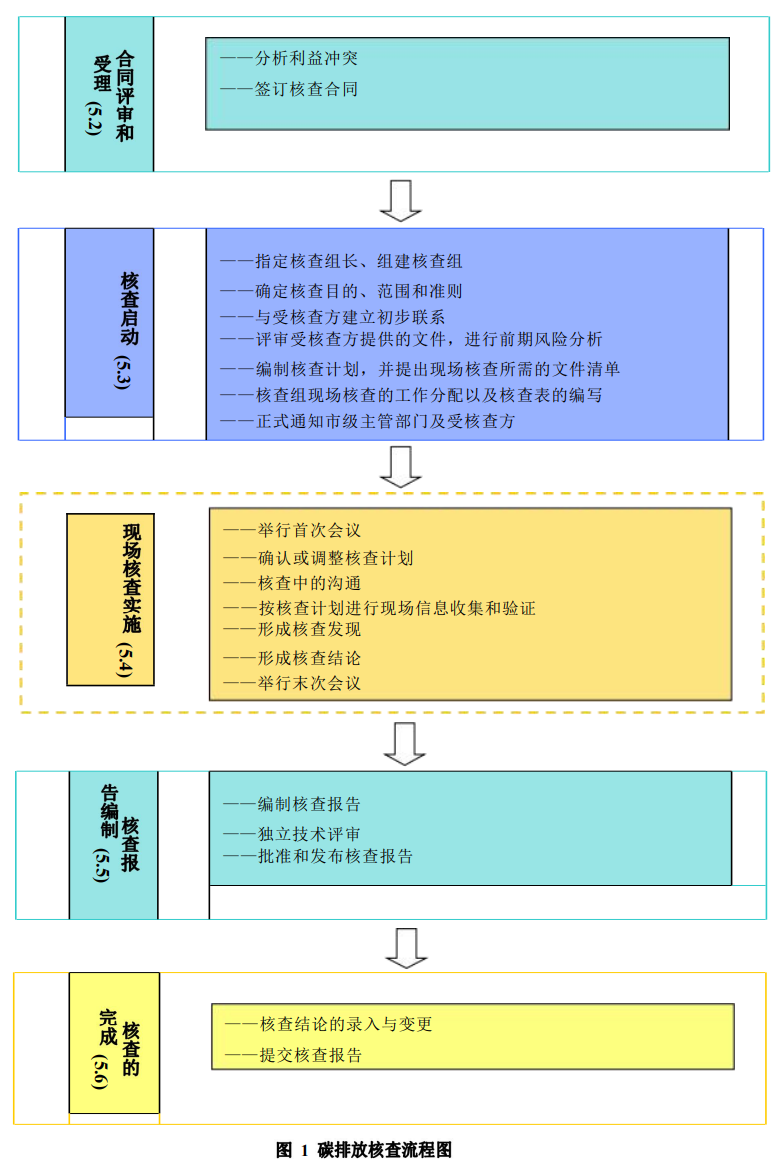 合同评审和
受理 (5.2)
——分析利益冲突
——签订核查合同
核查启动 (5.3)
——指定核查组长、组建核查组
——确定核查目的、范围和准则
——与受核查方建立初步联系
——评审受核查方提供的文件，进行前期风险分析
——编制核查计划，并提出现场核查所需的文件清单
——核查组现场核查的工作分配以及核查表的编写
——正式通知市级主管部门及受核查方
现场核查实施 (5.4)
——举行首次会议
——确认或调整核查计划
——核查中的沟通
——按核查计划进行现场信息收集和验证
——形成核查发现
——形成核查结论
——举行末次会议
核查报
告编制 (5.5)
——编制核查报告
——独立技术评审
——批准和发布核查报告
核查的
完成 (5.6)
——核查结论的录入与变更
——提交核查报告
图 1 碳排放核查流程图